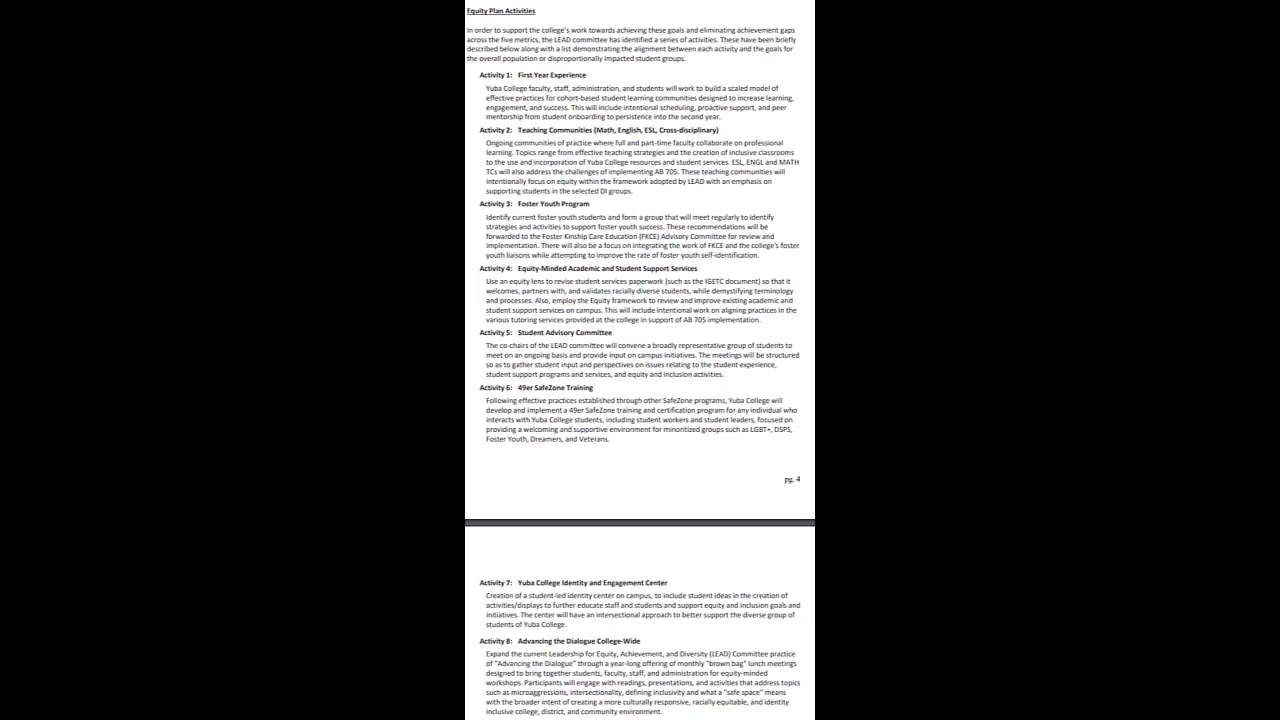 Equity Plan Activities
In order to support the college's work towards achieving these goals and eliminating achievement gaps
across the five metrics, the LEAD committee has identified a series of activities. These have been briefly
described below along with a list demonstrating the alignment between each activity and the goals for
the overall population or disproportionally impacted student groups.
Activity 1: First Year Experience
Yuba College faculty, staff, administration, and students will work to build a scaled model of
effective practices for cohort-based student learning communities designed to increase learning,
engagement, and success. This will include intentional scheduling, proactive support, and peer
mentorship from student onboarding to persistence into the second year.
Activity 2: Teaching Communities (Math, English, ESL, Cross-disciplinary)
Ongoing communities of practice where full and part-time faculty collaborate on professional
learning. Topics range from effective teaching strategies and the creation of inclusive classrooms
to the use and incorporation of Yuba College resources and student services. ESL, ENGL and MATH
TCs will also address the challenges of implementing AB 705. These teaching communities will
intentionally focus on equity within the framework adopted by LEAD with an emphasis on
supporting students in the selected DI groups.
Activity 3: Foster Youth Program
Identify current foster youth students and form a group that will meet regularly to identify
strategies and activities to support foster youth success. These recommendations will be
forwarded to the Foster Kinship Care Education (FKCE) Advisory Committee for review and
implementation. There will also be a focus on integrating the work of FKCE and the college's foster
youth liaisons while attempting to improve the rate of foster youth self-identification.
Activity 4: Equity-Minded Academic and Student Support Services
Use an equity lens to revise student services paperwork (such as the IGETC document) so that it
welcomes, partners with, and validates racially diverse students, while demystifying terminology
and processes. Also, employ the Equity framework to review and improve existing academic and
student support services on campus. This will include intentional work on aligning practices in the
various tutoring services provided at the college in support of AB 705 implementation.
Activity 5: Student Advisory Committee
The co-chairs of the LEAD committee will convene a broadly representative group of students to
meet on an ongoing basis and provide input on campus initiatives. The meetings will be structured
so as to gather student input and perspectives on issues relating to the student experience,
student support programs and services, and equity and inclusion activities.
Activity 6: 49er SafeZone Training
Following effective practices established through other SafeZone programs, Yuba College will
develop and implement a 49er SafeZone training and certification program for any individual who
interacts with Yuba College students, including student workers and student leaders, focused on
providing a welcoming and supportive environment for minoritized groups such as LGBT+, DSPS,
Foster Youth, Dreamers, and Veterans.
pg. 4
Activity 7: Yuba College Identity and Engagement Center
Creation of a student-led identity center on campus, to include student ideas in the creation of
activities/displays to further educate staff and students and support equity and inclusion goals and
initiatives. The center will have an intersectional approach to better support the diverse group of
students of Yuba College.
Activity 8: Advancing the Dialogue College-Wide
Expand the current Leadership for Equity, Achievement, and Diversity (LEAD) Committee practice
of "Advancing the Dialogue" through a year-long offering of monthly "brown bag" lunch meetings
designed to bring together students, faculty, staff, and administration for equity-minded
workshops. Participants will engage with readings, presentations, and activities that address topics
such as microaggressions, intersectionality, defining inclusivity and what a "safe space" means
with the broader intent of creating a more culturally responsive, racially equitable, and identity
inclusive college, district, and community environment.